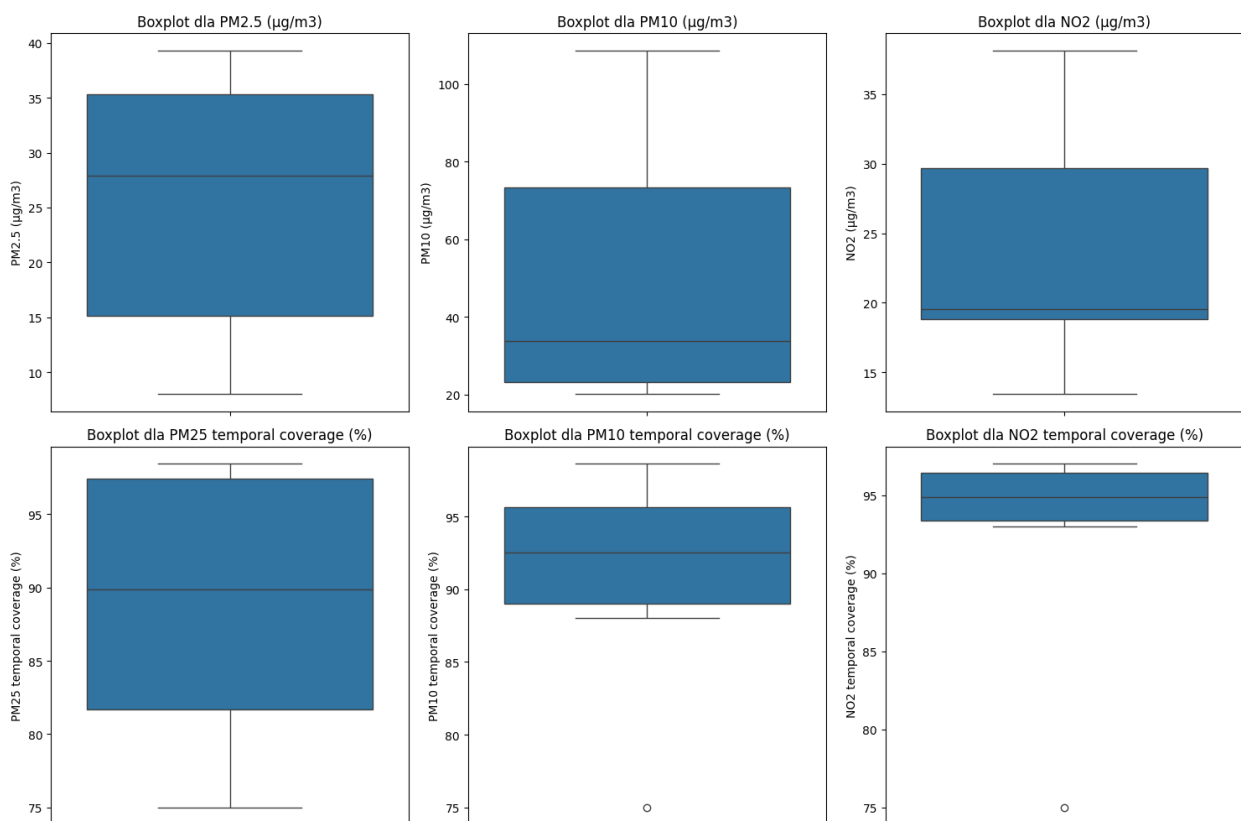 Boxplot dla PM2.5 (µg/m3)
PM2.5 (µg/m3)
40
35
30
25
20
15
10
Boxplot dla PM10 (µg/m3)
PM10 (µg/m3)
100
80
60
40
20
Boxplot dla NO2 (µg/m3)
NO2 (µg/m3)
35
30
25
20
15
Boxplot dla PM25 temporal coverage (%)
PM25 temporal coverage (%)
95
90
85
80
75
Boxplot dla PM10 temporal coverage (%)
PM10 temporal coverage (%)
95
90
85
80
75
Boxplot dla NO2 temporal coverage (%)
NO2 temporal coverage (%)
95
90
85
80
75